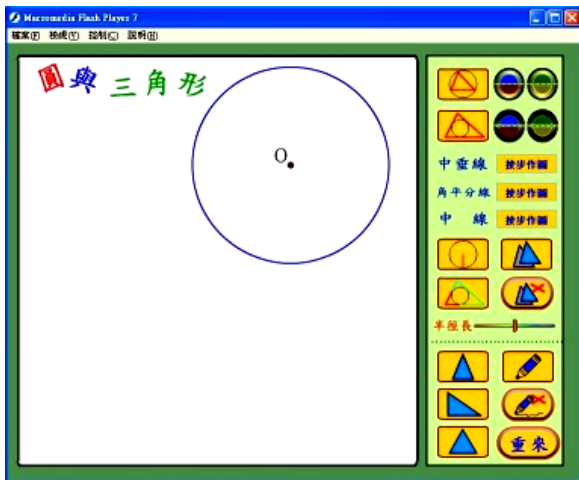 Macromedia Flash Player 7
檔案(F) 檢視(V) 控制(C) 說明(H)
圓與三角形
O
中垂線 按步作圖
角平分線 按步作圖
中 線 按步作圖
半徑長
重來